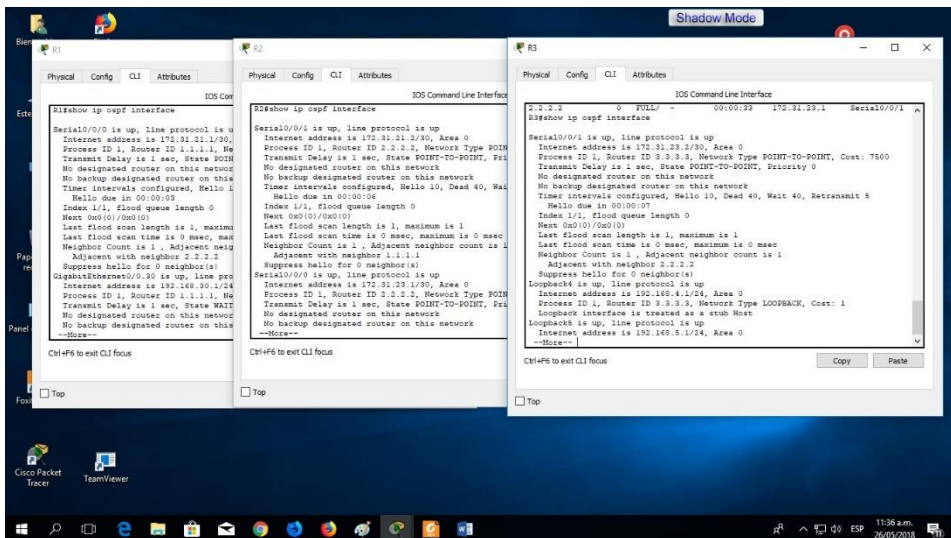 Shadow Mode
R1
Physical Config CLI Attributes
IOS Com
R1#show ip ospf interface
Serial0/0/0 is up, line protocol is u
Internet address is 172.31.21.1/30,
Process ID 1, Router ID 1.1.1.1, Ne
Transmit Delay is 1 sec, State POIN
No designated router on this networ
No backup designated router on this
Timer intervals configured, Hello 1
Hello due in 00:00:03
Index 1/1, flood queue length 0
Next 0x0(0)/0x0(0)
Last flood scan length is 1, maximu
Last flood scan time is 0 msec, max
Neighbor Count is 1 , Adjacent neig
Adjacent with neighbor 2.2.2.2
Suppress hello for 0 neighbor(s)
GigabitEthernet0/0.30 is up, line pro
Internet address is 192.168.30.1/24
Process ID 1, Router ID 1.1.1.1, Ne
Transmit Delay is 1 sec, State WAIT
No designated router on this networ
No backup designated router on this
--More--
Ctrl+F6 to exit CLI focus
Top
R2
Physical Config CLI Attributes
IOS Command Line Interface
R2#show ip ospf interface
Serial0/0/1 is up, line protocol is up
Internet address is 172.31.21.2/30, Area 0
Process ID 1, Router ID 2.2.2.2, Network Type POIN
Transmit Delay is 1 sec, State POINT-TO-POINT, Pri
No designated router on this network
No backup designated router on this network
Timer intervals configured, Hello 10, Dead 40, Wai
Hello due in 00:00:06
Index 1/1, flood queue length 0
Next 0x0(0)/0x0(0)
Last flood scan length is 1, maximum is 1
Last flood scan time is 0 msec, maximum is 0 msec
Neighbor Count is 1 , Adjacent neighbor count is 1
Adjacent with neighbor 1.1.1.1
Suppress hello for 0 neighbor(s)
Serial0/0/0 is up, line protocol is up
Internet address is 172.31.23.1/30, Area 0
Process ID 1, Router ID 2.2.2.2, Network Type POIN
Transmit Delay is 1 sec, State POINT-TO-POINT, Pri
No designated router on this network
No backup designated router on this network
--More--
Ctrl+F6 to exit CLI focus
Top
R3
Physical Config CLI Attributes
IOS Command Line Interface
2.2.2.2 0 FULL/ - 00:00:33 172.31.23.1 Serial0/0/1
R3#show ip ospf interface
Serial0/0/1 is up, line protocol is up
Internet address is 172.31.23.2/30, Area 0
Process ID 1, Router ID 3.3.3.3, Network Type POINT-TO-POINT, Cost: 7500
Transmit Delay is 1 sec, State POINT-TO-POINT, Priority 0
No designated router on this network
No backup designated router on this network
Timer intervals configured, Hello 10, Dead 40, Wait 40, Retransmit 5
Hello due in 00:00:07
Index 1/1, flood queue length 0
Next 0x0(0)/0x0(0)
Last flood scan length is 1, maximum is 1
Last flood scan time is 0 msec, maximum is 0 msec
Neighbor Count is 1 , Adjacent neighbor count is 1
Adjacent with neighbor 2.2.2.2
Suppress hello for 0 neighbor(s)
Loopback4 is up, line protocol is up
Internet address is 192.168.4.1/24, Area 0
Process ID 1, Router ID 3.3.3.3, Network Type LOOPBACK, Cost: 1
Loopback interface is treated as a stub Host
Loopback5 is up, line protocol is up
Internet address is 192.168.5.1/24, Area 0
--More--
Ctrl+F6 to exit CLI focus
Copy Paste
Top
Bien
Este
Pap
re
Panel
Foxi
Cisco Packet
Tracer
TeamViewer
ESP
11:36 a.m.
26/05/2018